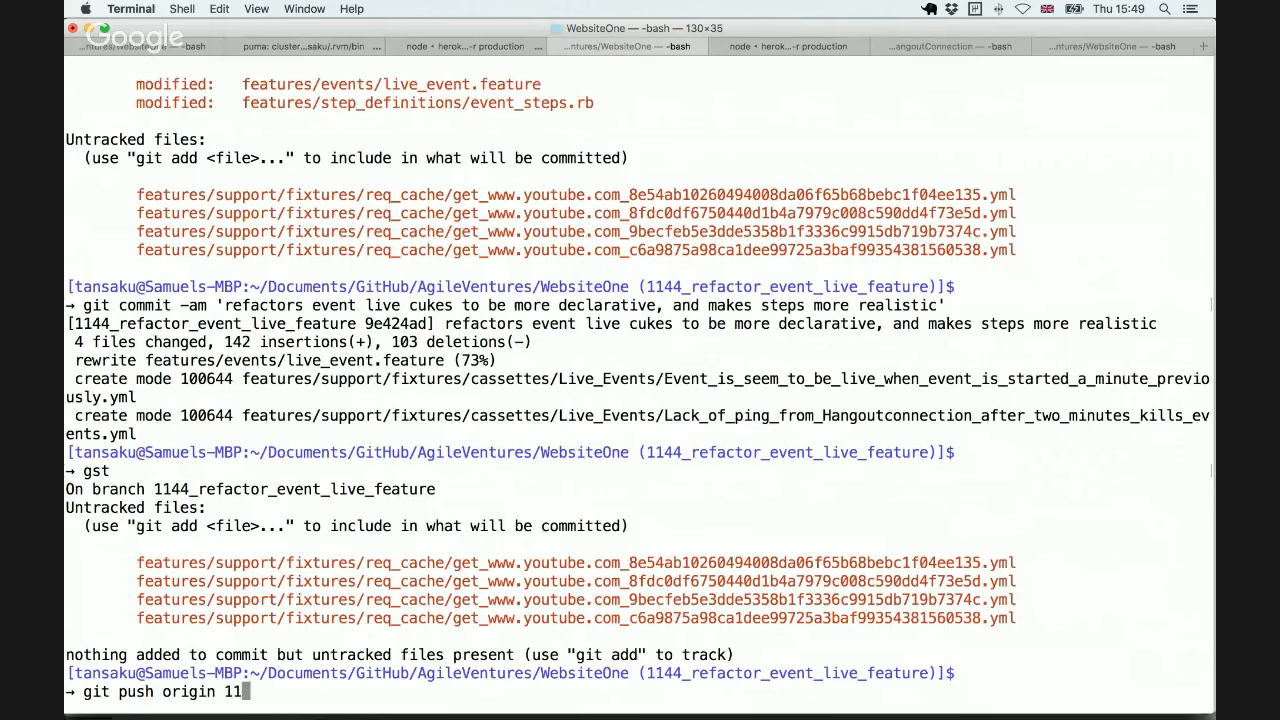 Terminal Shell Edit View Window Help Thu 15:49
Google
WebsiteOne — -bash — 130×35
...ntures/WebsiteOne — -bash puma: cluster...saku/.rvm/bin ... node • herok...-r production ... ...ntures/WebsiteOne — -bash node • herok...-r production ...angoutConnection — -bash ...ntures/WebsiteOne — -bash +
modified: features/events/live_event.feature
modified: features/step_definitions/event_steps.rb
Untracked files:
(use "git add <file>..." to include in what will be committed)
features/support/fixtures/req_cache/get_www.youtube.com_8e54ab10260494008da06f65b68bebc1f04ee135.yml
features/support/fixtures/req_cache/get_www.youtube.com_8fdc0df6750440d1b4a7979c008c590dd4f73e5d.yml
features/support/fixtures/req_cache/get_www.youtube.com_9becfeb5e3dde5358b1f3336c9915db719b7374c.yml
features/support/fixtures/req_cache/get_www.youtube.com_c6a9875a98ca1dee99725a3baf99354381560538.yml
[tansaku@Samuels-MBP:~/Documents/GitHub/AgileVentures/WebsiteOne (1144_refactor_event_live_feature)]$
→ git commit -am 'refactors event live cukes to be more declarative, and makes steps more realistic'
[1144_refactor_event_live_feature 9e424ad] refactors event live cukes to be more declarative, and makes steps more realistic
4 files changed, 142 insertions(+), 103 deletions(-)
rewrite features/events/live_event.feature (73%)
create mode 100644 features/support/fixtures/cassettes/Live_Events/Event_is_seem_to_be_live_when_event_is_started_a_minute_previo
usly.yml
create mode 100644 features/support/fixtures/cassettes/Live_Events/Lack_of_ping_from_Hangoutconnection_after_two_minutes_kills_ev
ents.yml
[tansaku@Samuels-MBP:~/Documents/GitHub/AgileVentures/WebsiteOne (1144_refactor_event_live_feature)]$
→ gst
On branch 1144_refactor_event_live_feature
Untracked files:
(use "git add <file>..." to include in what will be committed)
features/support/fixtures/req_cache/get_www.youtube.com_8e54ab10260494008da06f65b68bebc1f04ee135.yml
features/support/fixtures/req_cache/get_www.youtube.com_8fdc0df6750440d1b4a7979c008c590dd4f73e5d.yml
features/support/fixtures/req_cache/get_www.youtube.com_9becfeb5e3dde5358b1f3336c9915db719b7374c.yml
features/support/fixtures/req_cache/get_www.youtube.com_c6a9875a98ca1dee99725a3baf99354381560538.yml
nothing added to commit but untracked files present (use "git add" to track)
[tansaku@Samuels-MBP:~/Documents/GitHub/AgileVentures/WebsiteOne (1144_refactor_event_live_feature)]$
→ git push origin 11